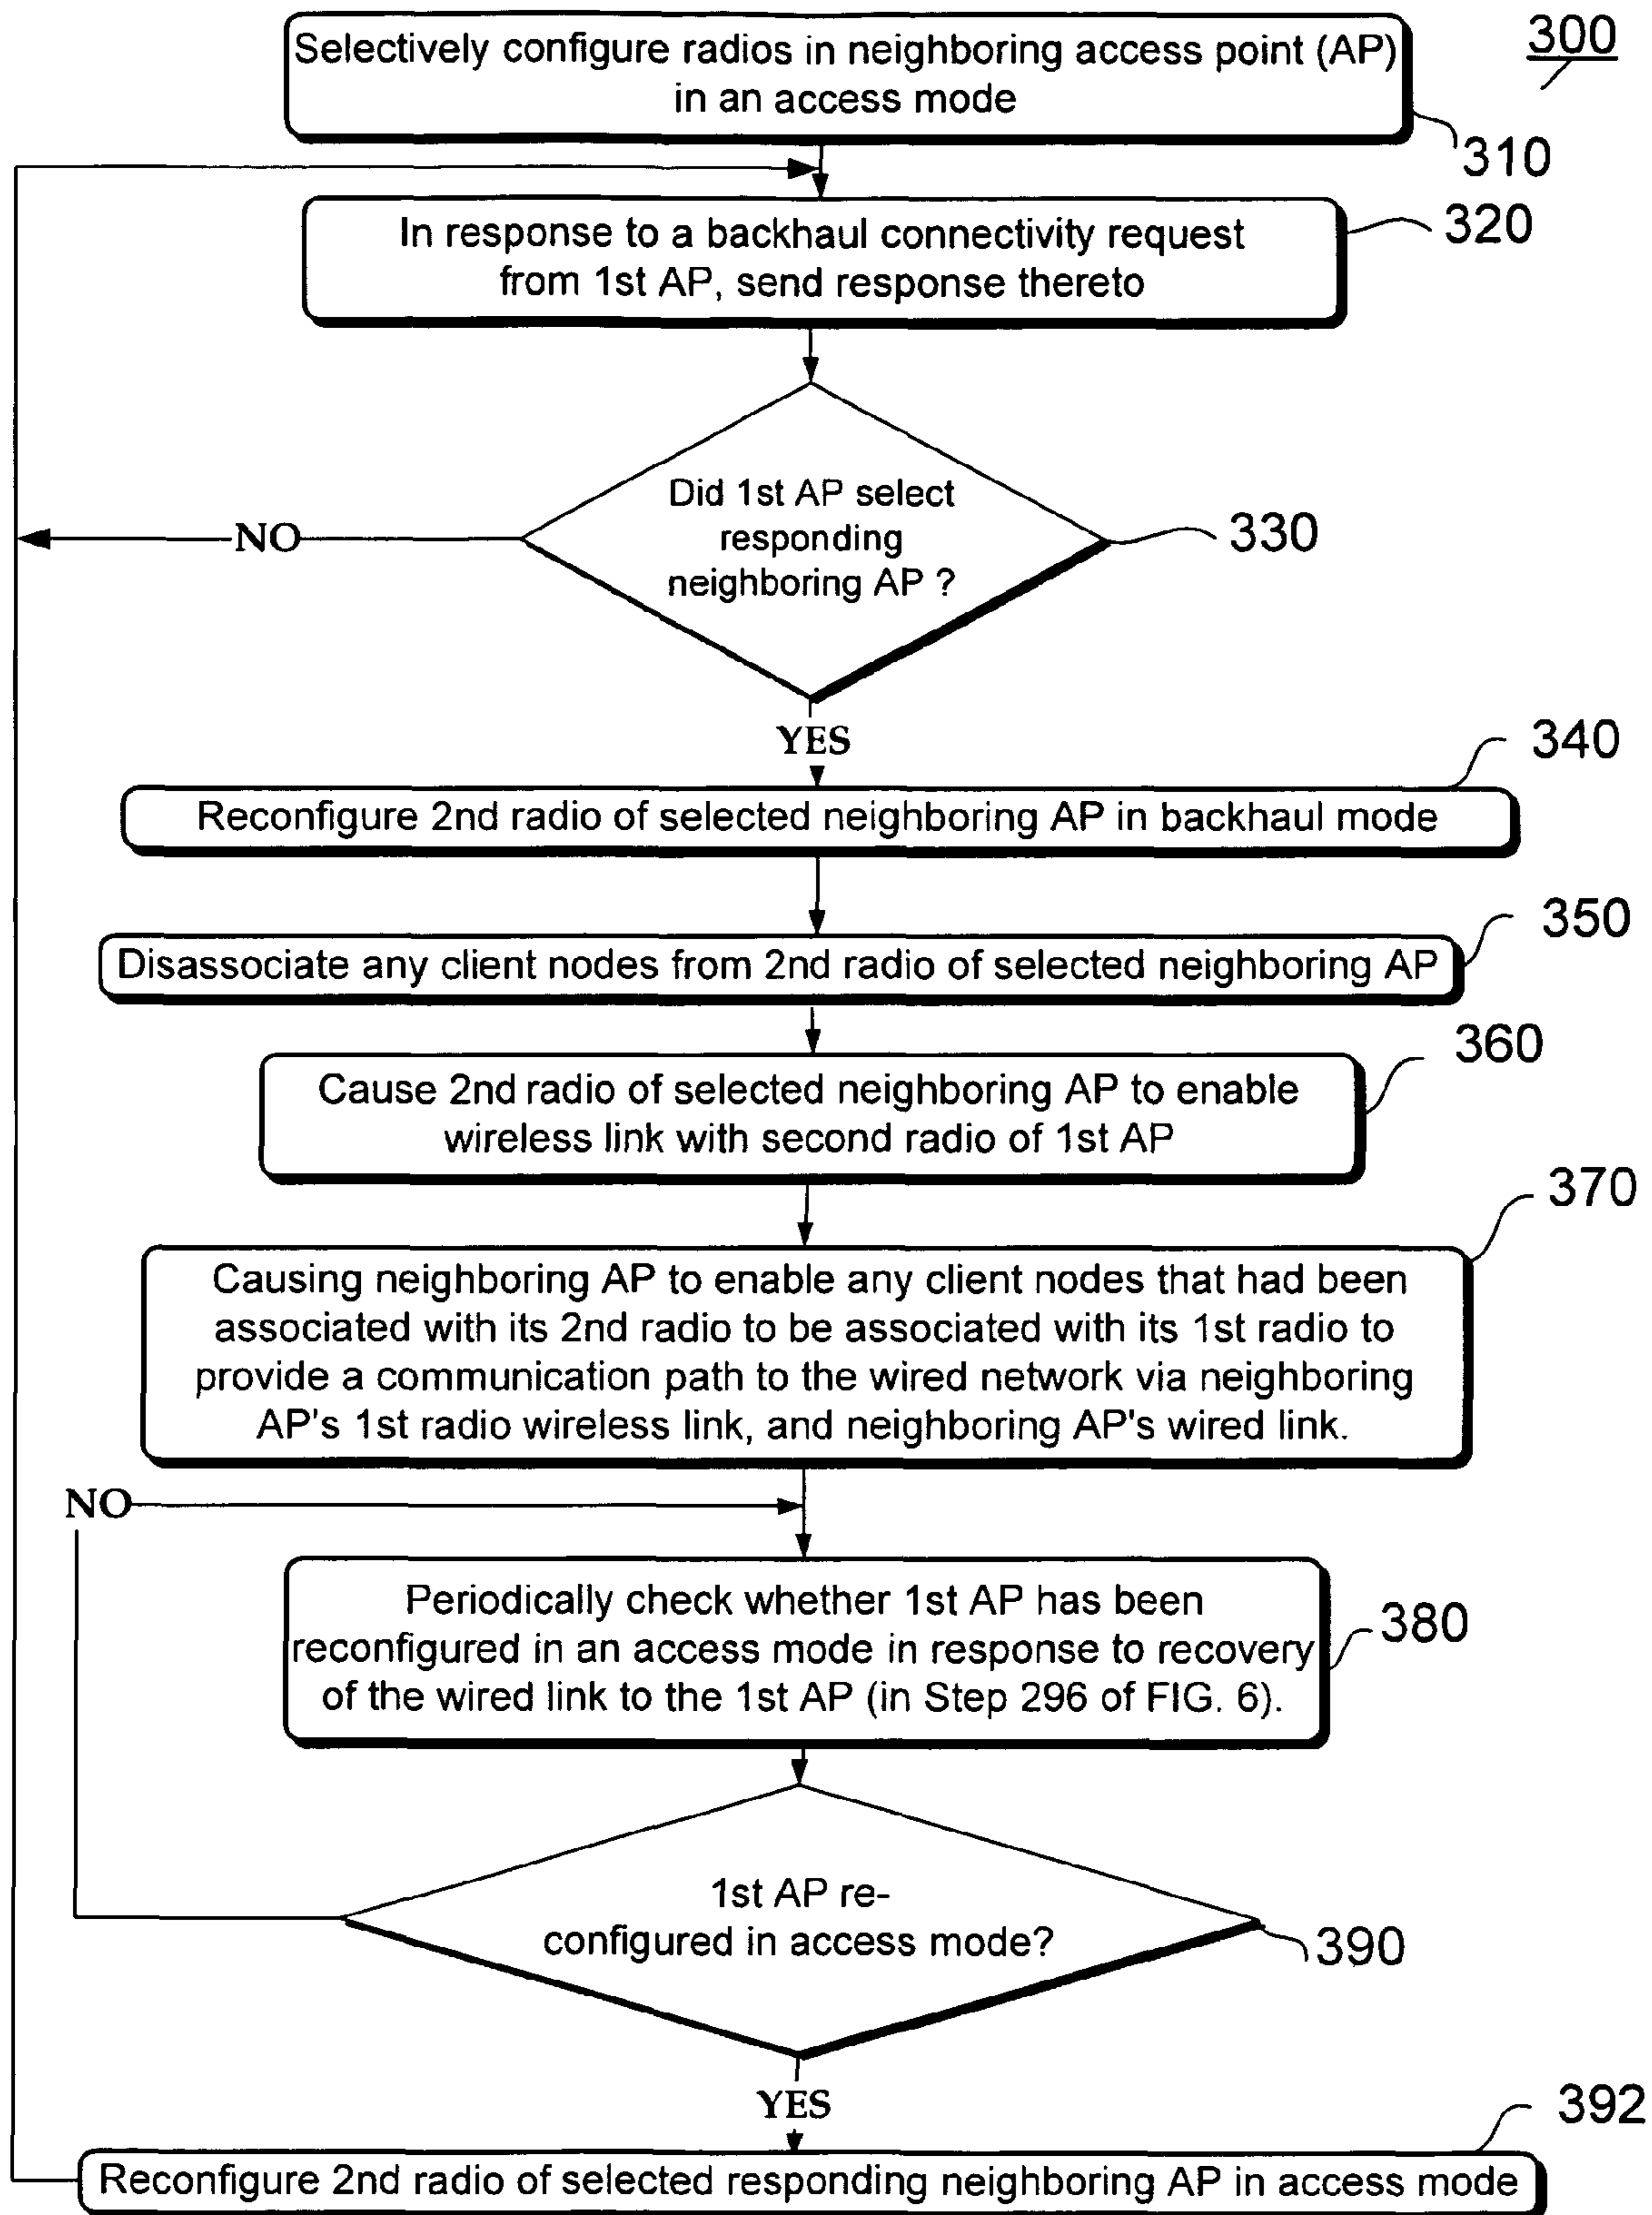 300
Selectively configure radios in neighboring access point (AP)
in an access mode
310
In response to a backhaul connectivity request
from 1st AP, send response thereto
320
Did 1st AP select
responding
neighboring AP ?
330
NO
YES
340
Reconfigure 2nd radio of selected neighboring AP in backhaul mode
350
Disassociate any client nodes from 2nd radio of selected neighboring AP
360
Cause 2nd radio of selected neighboring AP to enable
wireless link with second radio of 1st AP
370
Causing neighboring AP to enable any client nodes that had been
associated with its 2nd radio to be associated with its 1st radio to
provide a communication path to the wired network via neighboring
AP's 1st radio wireless link, and neighboring AP's wired link.
NO
Periodically check whether 1st AP has been
reconfigured in an access mode in response to recovery
of the wired link to the 1st AP (in Step 296 of FIG. 6).
380
1st AP re-
configured in access mode?
390
YES
392
Reconfigure 2nd radio of selected responding neighboring AP in access mode